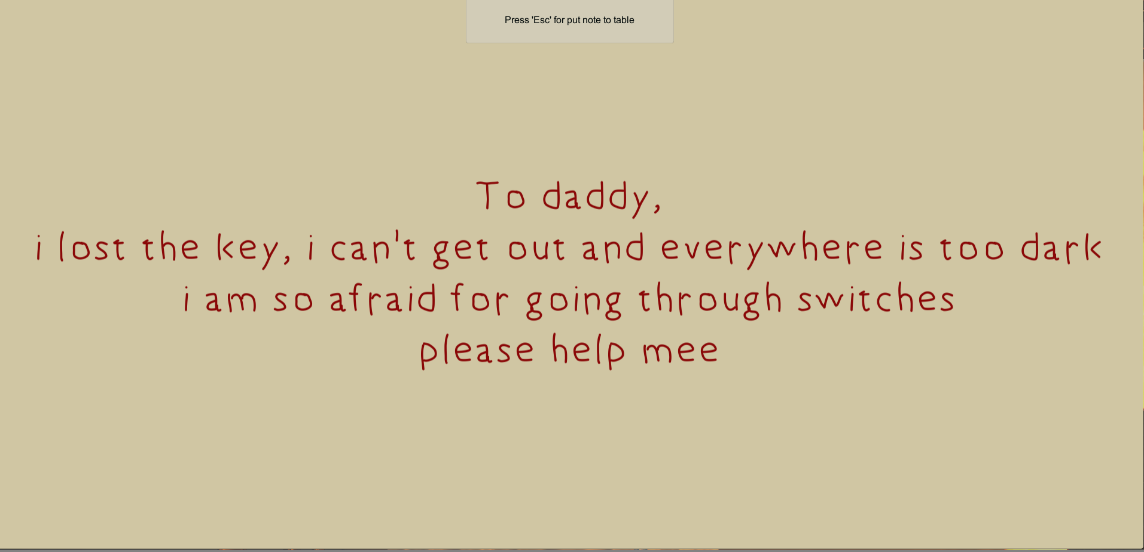 Press 'Esc' for put note to table
To daddy,
i lost the key, i can't get out and everywhere is too dark
i am so afraid for going through switches
please help mee